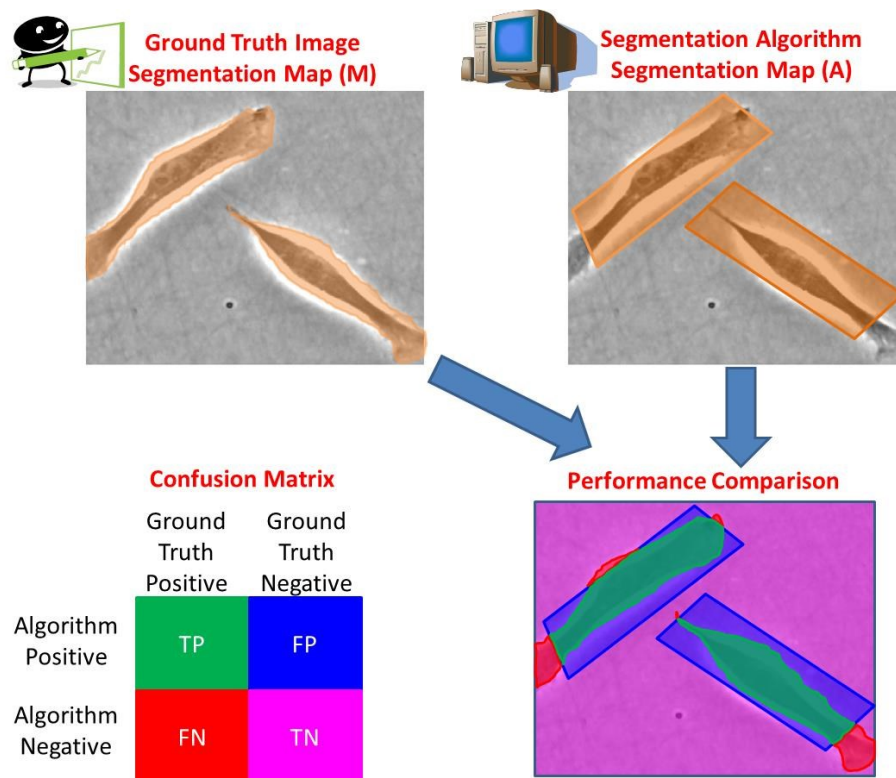 Ground Truth Image
Segmentation Map (M)
Segmentation Algorithm
Segmentation Map (A)
Confusion Matrix
Ground
Truth
Positive
Ground
Truth
Negative
Algorithm
Positive
TP
FP
Algorithm
Negative
FN
TN
Performance Comparison